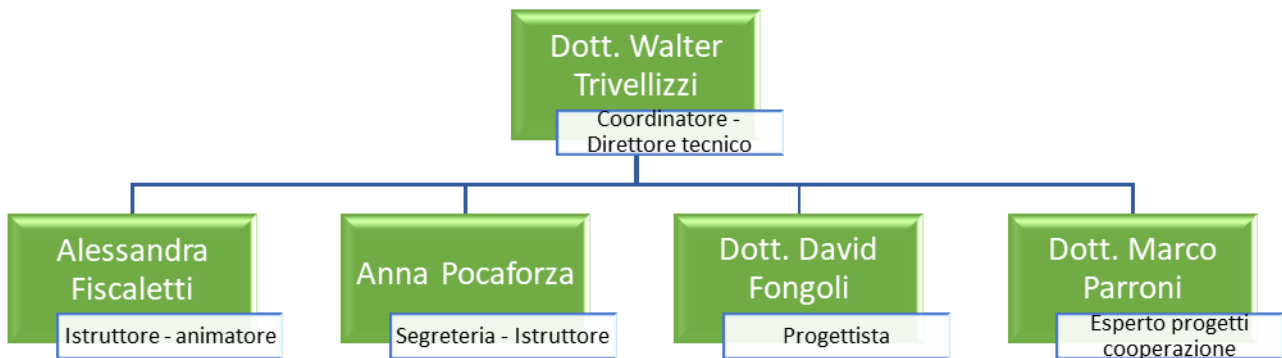 Dott. Walter
Trivellizzi
Coordinatore -
Direttore tecnico
Alessandra
Fiscaletti
Istruttore - animatore
Anna Pocaforza
Segreteria - Istruttore
Dott. David
Fongoli
Progettista
Dott. Marco
Parroni
Esperto progetti
cooperazione